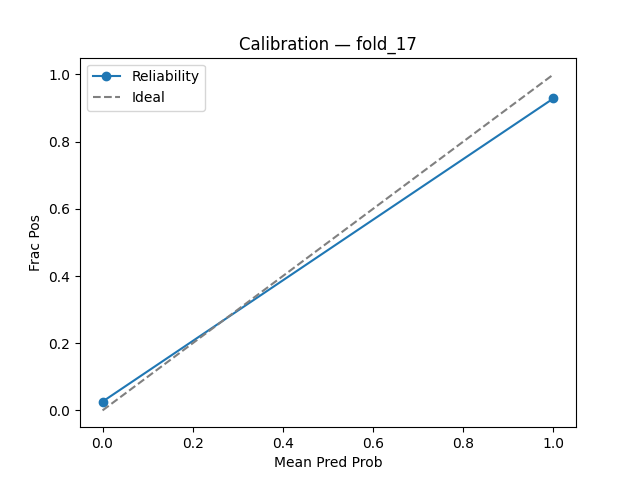 Calibration — fold_17
Reliability
Ideal
Frac Pos
1.0
0.8
0.6
0.4
0.2
0.0
0.0 0.2 0.4 0.6 0.8 1.0
Mean Pred Prob